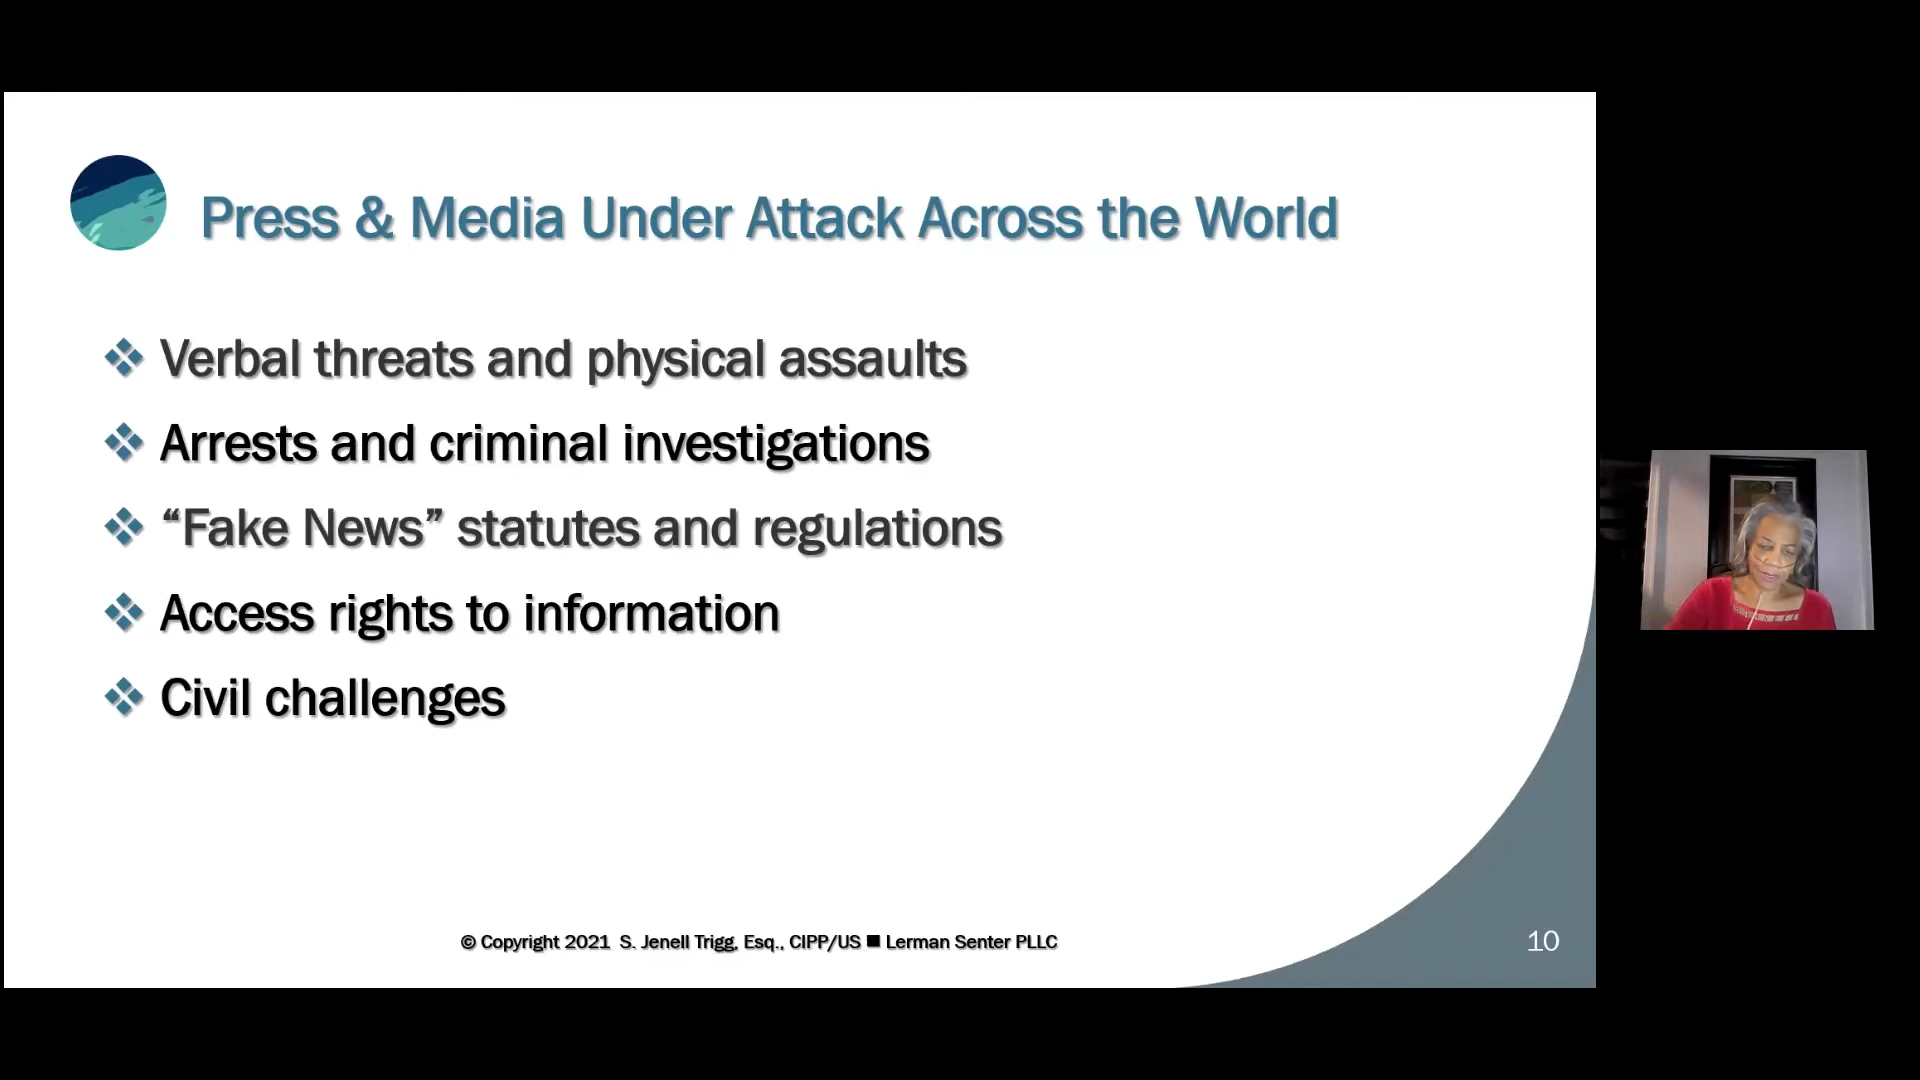 Press & Media Under Attack Across the World
Verbal threats and physical assaults
Arrests and criminal investigations
“Fake News” statutes and regulations
Access rights to information
Civil challenges
© Copyright 2021 S. Jenell Trigg, Esq., CIPP/US ■ Lerman Senter PLLC
10